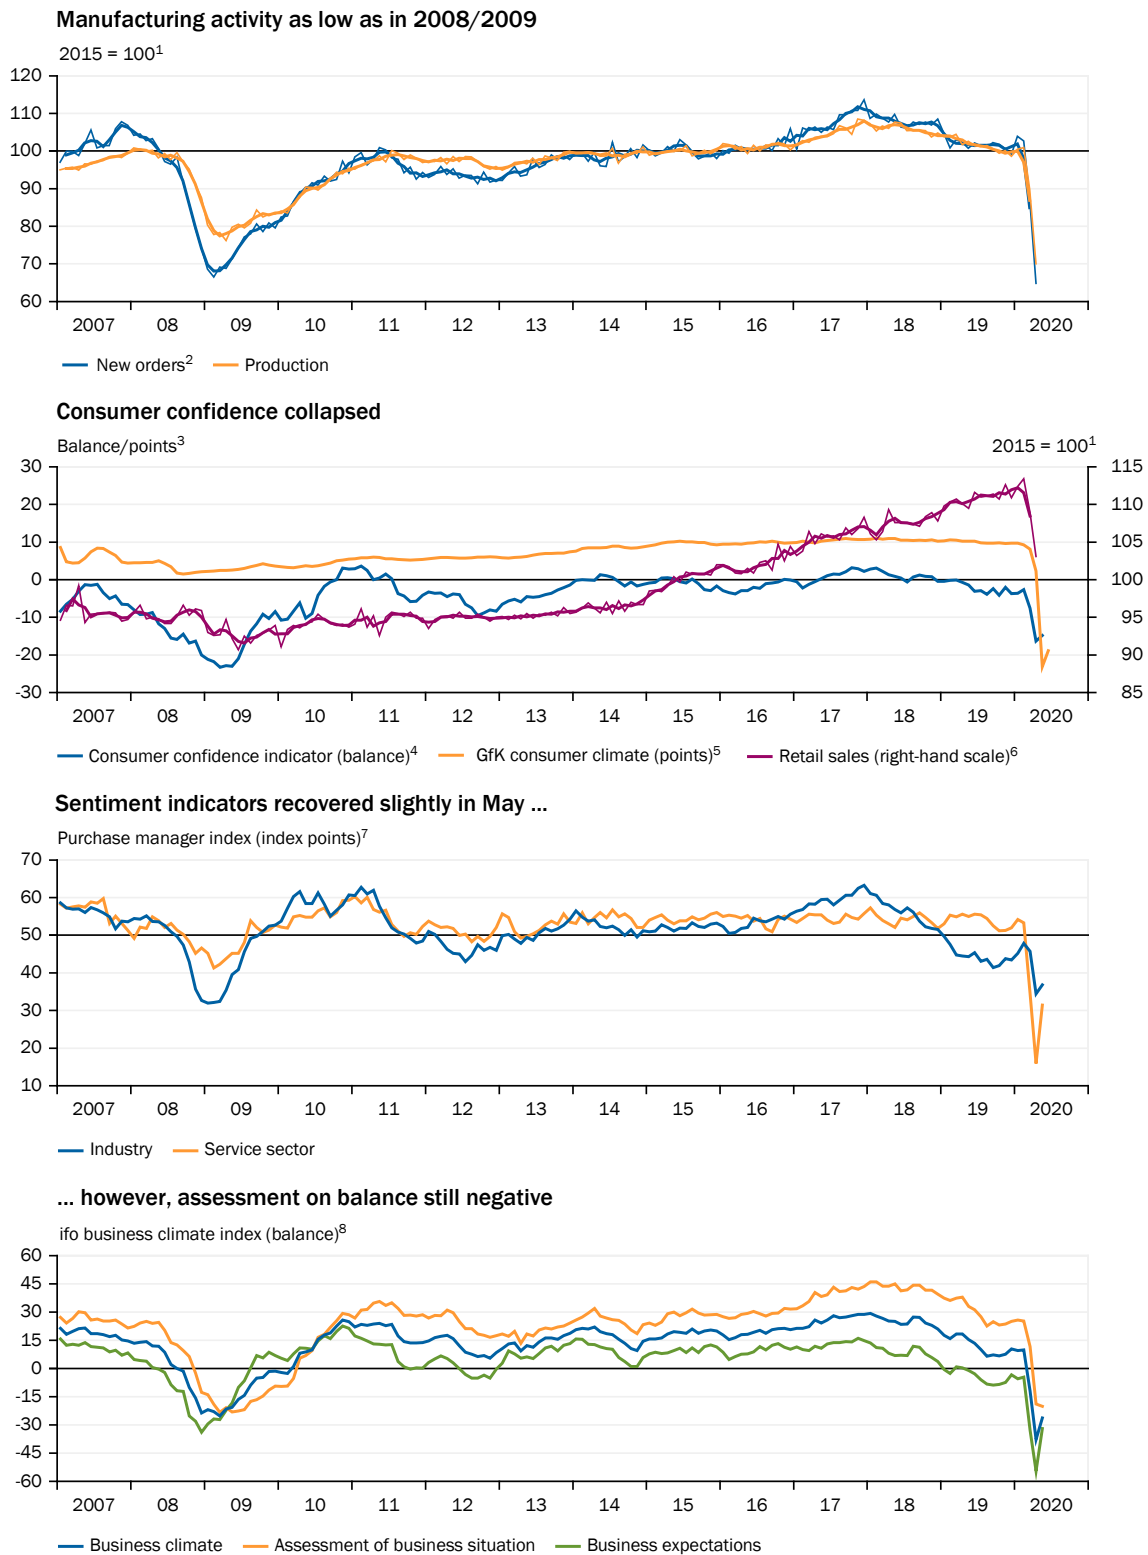 Manufacturing activity as low as in 2008/2009
2015 = 100¹
120
110
100
90
80
70
60
2007 08 09 10 11 12 13 14 15 16 17 18 19 2020
New orders² Production
Consumer confidence collapsed
Balance/points³ 2015 = 100¹
30 115
20 110
10 105
0 100
-10 95
-20 90
-30 85
2007 08 09 10 11 12 13 14 15 16 17 18 19 2020
Consumer confidence indicator (balance)⁴ GfK consumer climate (points)⁵ Retail sales (right-hand scale)⁶
Sentiment indicators recovered slightly in May ...
Purchase manager index (index points)⁷
70
60
50
40
30
20
10
2007 08 09 10 11 12 13 14 15 16 17 18 19 2020
Industry Service sector
... however, assessment on balance still negative
ifo business climate index (balance)⁸
60
45
30
15
0
-15
-30
-45
-60
2007 08 09 10 11 12 13 14 15 16 17 18 19 2020
Business climate Assessment of business situation Business expectations